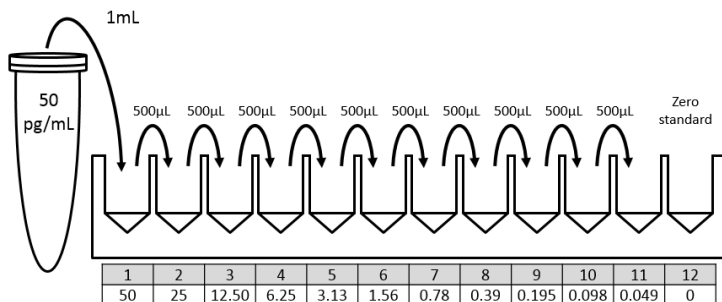 1mL
50
pg/mL
500µL 500µL 500µL 500µL 500µL 500µL 500µL 500µL 500µL 500µL
Zero
standard
1 2 3 4 5 6 7 8 9 10 11 12
50 25 12.50 6.25 3.13 1.56 0.78 0.39 0.195 0.098 0.049 0